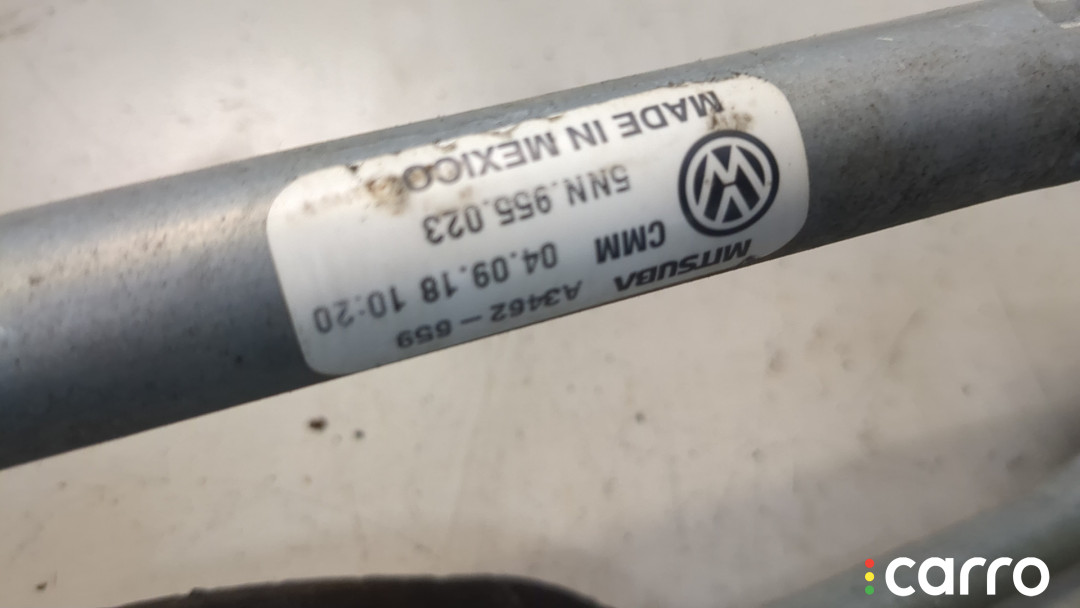 MITSUBA A3462-659
CMM 04.09.18 10:20
5NN.955.023
MADE IN MEXICO
carro